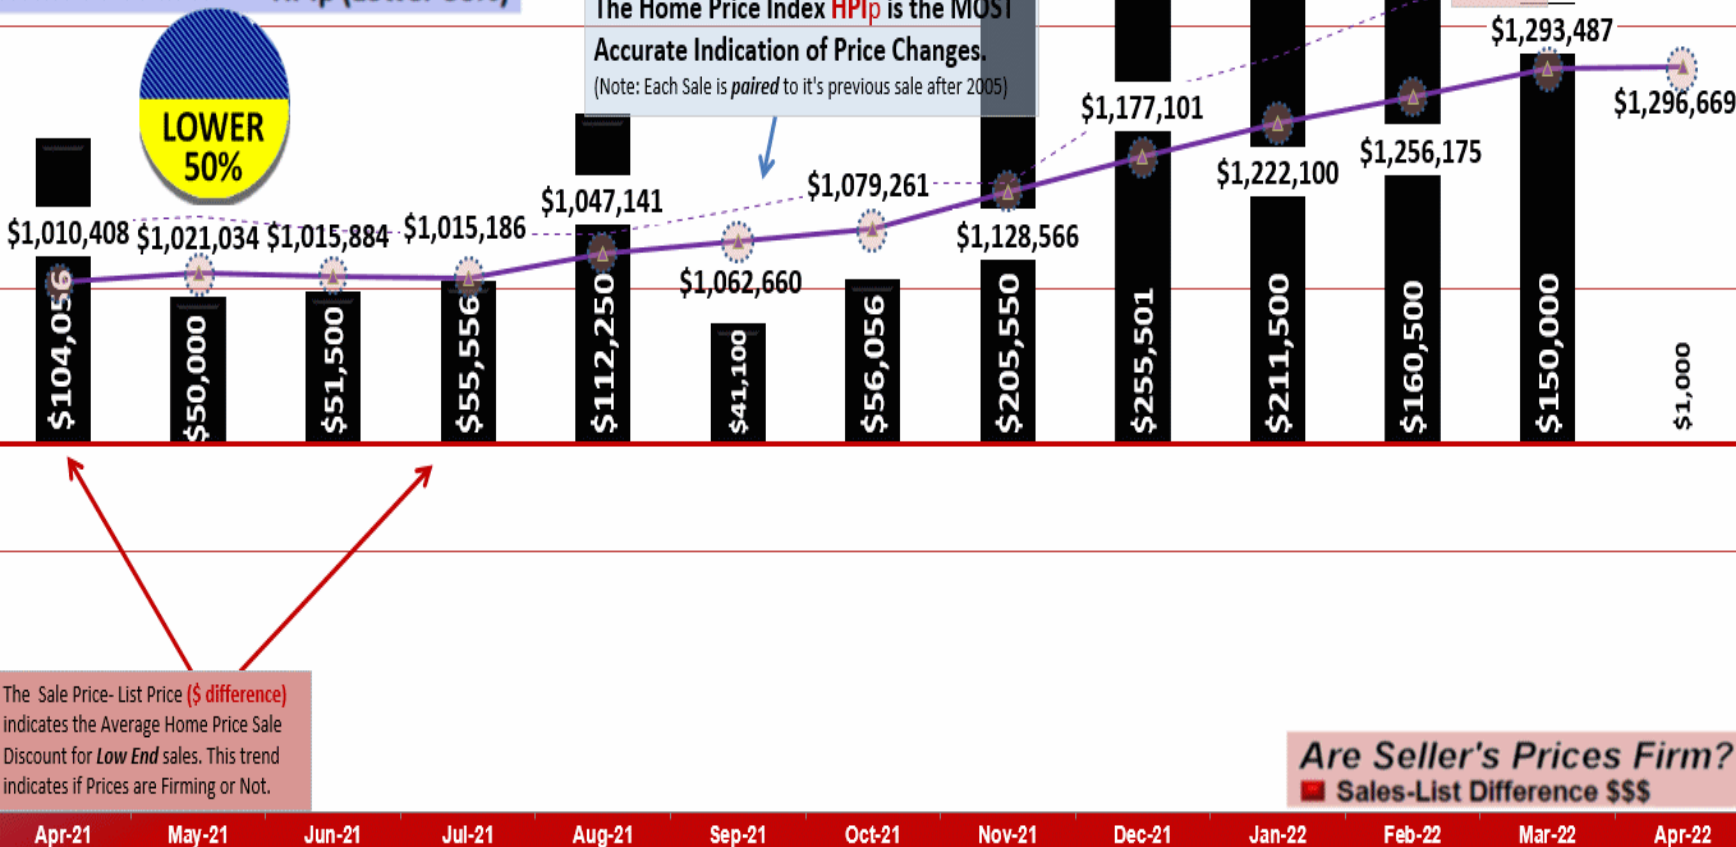 The Home Price Index HPIp is the MOST
Accurate Indication of Price Changes.
(Note: Each Sale is paired to it's previous sale after 2005)
LOWER
50%
$1,010,408
$1,021,034
$1,015,884
$1,015,186
$1,047,141
$1,062,660
$1,079,261
$1,128,566
$1,177,101
$1,222,100
$1,256,175
$1,293,487
$1,296,669
$104,056
$50,000
$51,500
$55,556
$112,250
$41,100
$56,056
$205,550
$255,501
$211,500
$160,500
$150,000
$1,000
The Sale Price- List Price ($ difference)
indicates the Average Home Price Sale
Discount for Low End sales. This trend
indicates if Prices are Firming or Not.
Are Seller's Prices Firm?
Sales-List Difference $$$
Apr-21 May-21 Jun-21 Jul-21 Aug-21 Sep-21 Oct-21 Nov-21 Dec-21 Jan-22 Feb-22 Mar-22 Apr-22